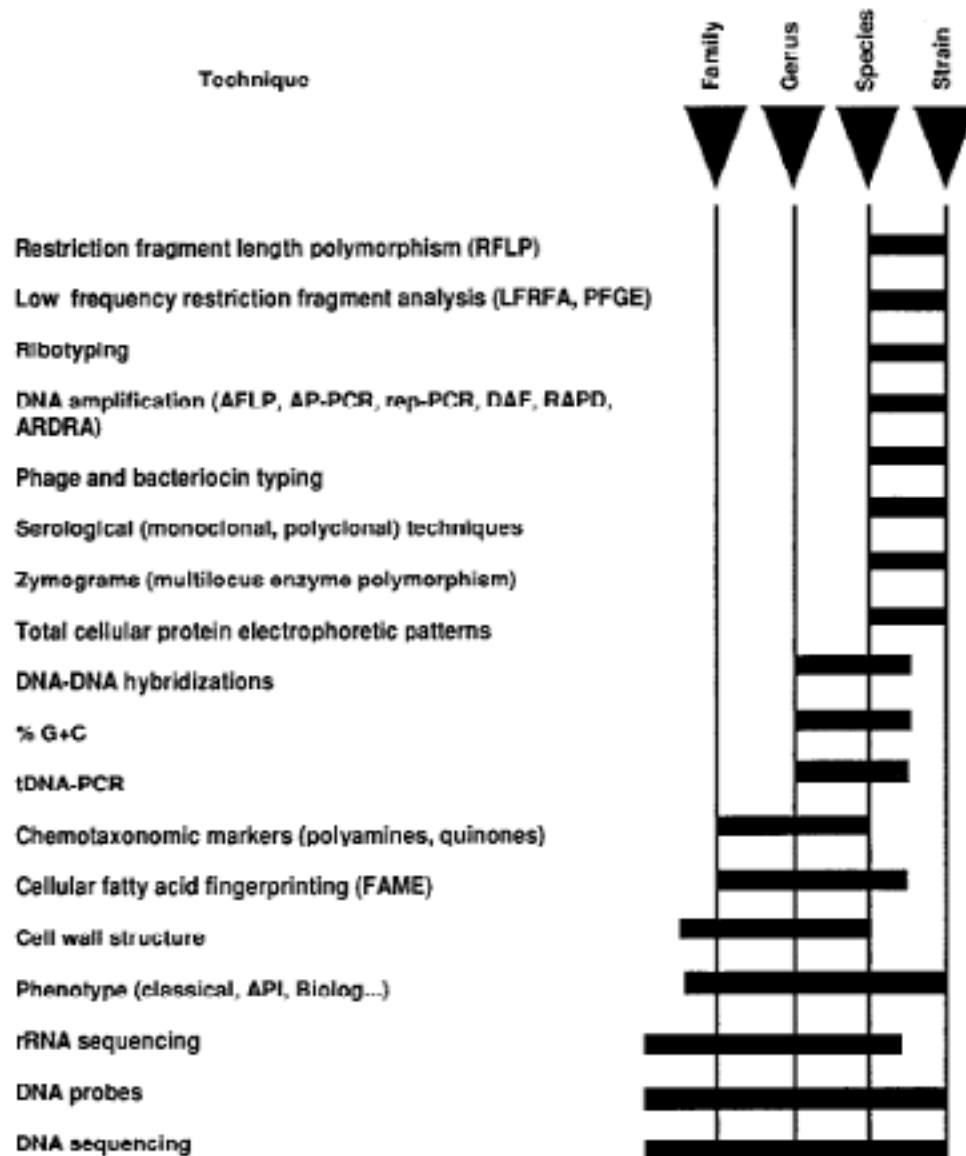 Technique
Family
Genus
Species
Strain
Restriction fragment length polymorphism (RFLP)
Low frequency restriction fragment analysis (LFRFA, PFGE)
Ribotyping
DNA amplification (AFLP, AP-PCR, rep-PCR, DAF, RAPD,
ARDRA)
Phage and bacteriocin typing
Serological (monoclonal, polyclonal) techniques
Zymograms (multilocus enzyme polymorphism)
Total cellular protein electrophoretic patterns
DNA-DNA hybridizations
% G+C
tDNA-PCR
Chemotaxonomic markers (polyamines, quinones)
Cellular fatty acid fingerprinting (FAME)
Cell wall structure
Phenotype (classical, API, Biolog...)
rRNA sequencing
DNA probes
DNA sequencing